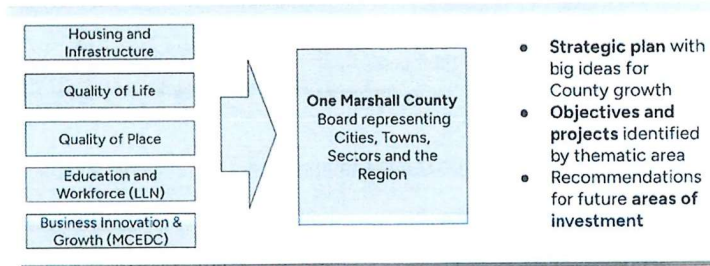 Housing and
Infrastructure
Quality of Life
Quality of Place
Education and
Workforce (LLN)
Business Innovation &
Growth (MCEDC)
One Marshall County
Board representing
Cities, Towns,
Sectors and the
Region
• Strategic plan with
big ideas for
County growth
• Objectives and
projects identified
by thematic area
• Recommendations
for future areas of
investment